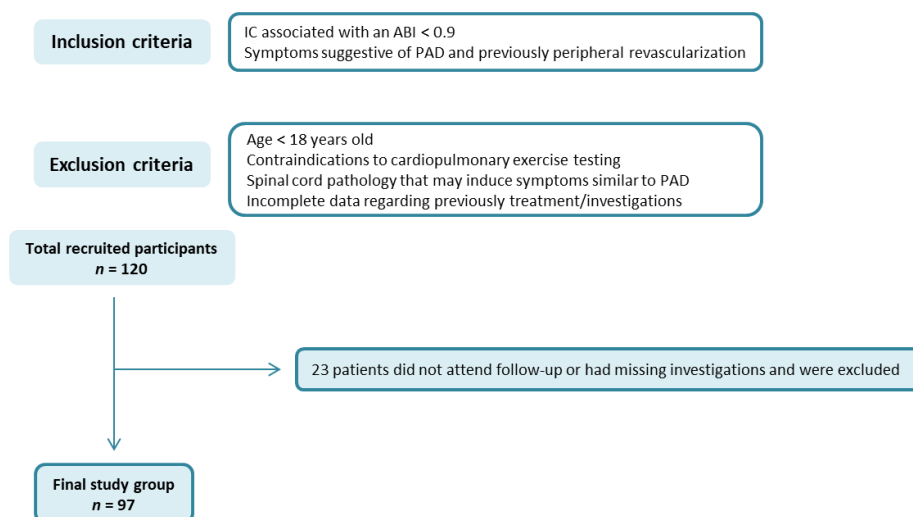 Inclusion criteria
IC associated with an ABI < 0.9
Symptoms suggestive of PAD and previously peripheral revascularization
Exclusion criteria
Age < 18 years old
Contraindications to cardiopulmonary exercise testing
Spinal cord pathology that may induce symptoms similar to PAD
Incomplete data regarding previously treatment/investigations
Total recruited participants
n = 120
23 patients did not attend follow-up or had missing investigations and were excluded
Final study group
n = 97